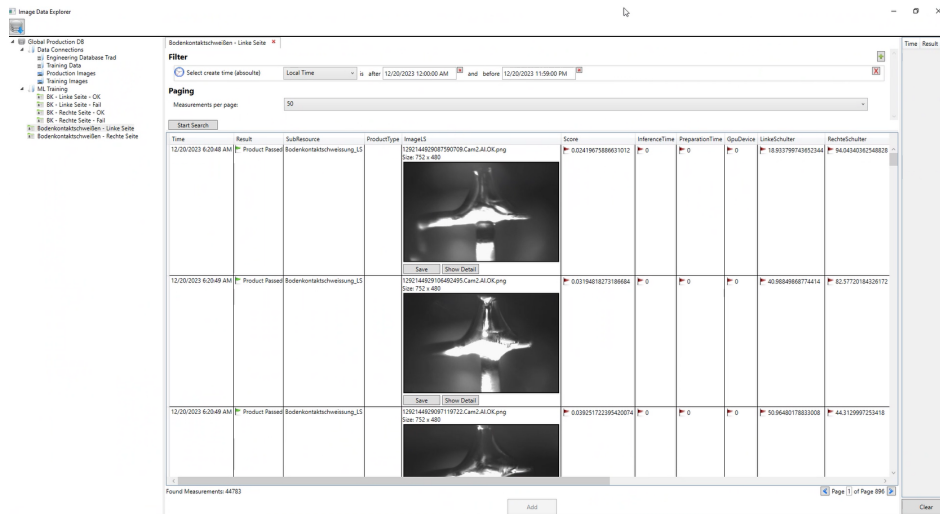 Image Data Explorer
Global Production DB
Data Connections
Engineering Database Trad
Training Data
Production Images
Training Images
ML Training
BK - Linke Seite - OK
BK - Linke Seite - Fail
BK - Rechte Seite - OK
BK - Rechte Seite - Fail
Bodenkontaktschweißen - Linke Seite
Bodenkontaktschweißen - Rechte Seite
Bodenkontaktschweißen - Linke Seite
Filter
Select create time (absoulte) Local Time is after 12/20/2023 12:00:00 AM and before 12/20/2023 11:59:00 PM X
Paging
Measurements per page: 50
Start Search
Time Result SubResource ProductType ImageLS Score InferenceTime PreparationTime GpuDevice LinkeSchulter RechteSchulter
12/20/2023 6:20:48 AM Product Passed Bodenkontaktschweissung_LS 1292144929087590709.Cam2.AI.OK.png 0.02419675886631012 0 0 0 18.933799743652344 94.04340362548828
Size: 752 x 480
Save Show Detail
12/20/2023 6:20:49 AM Product Passed Bodenkontaktschweissung_LS 1292144929106492495.Cam2.AI.OK.png 0.03194818273186684 0 0 0 40.98849868774414 82.57720184326172
Size: 752 x 480
Save Show Detail
12/20/2023 6:20:49 AM Product Passed Bodenkontaktschweissung_LS 1292144929097119722.Cam2.AI.OK.png 0.039251722395420074 0 0 0 50.96480178833008 44.3129997253418
Size: 752 x 480
Found Measurements: 44783
Page 1 of Page 896
Add
Time Result
Clear